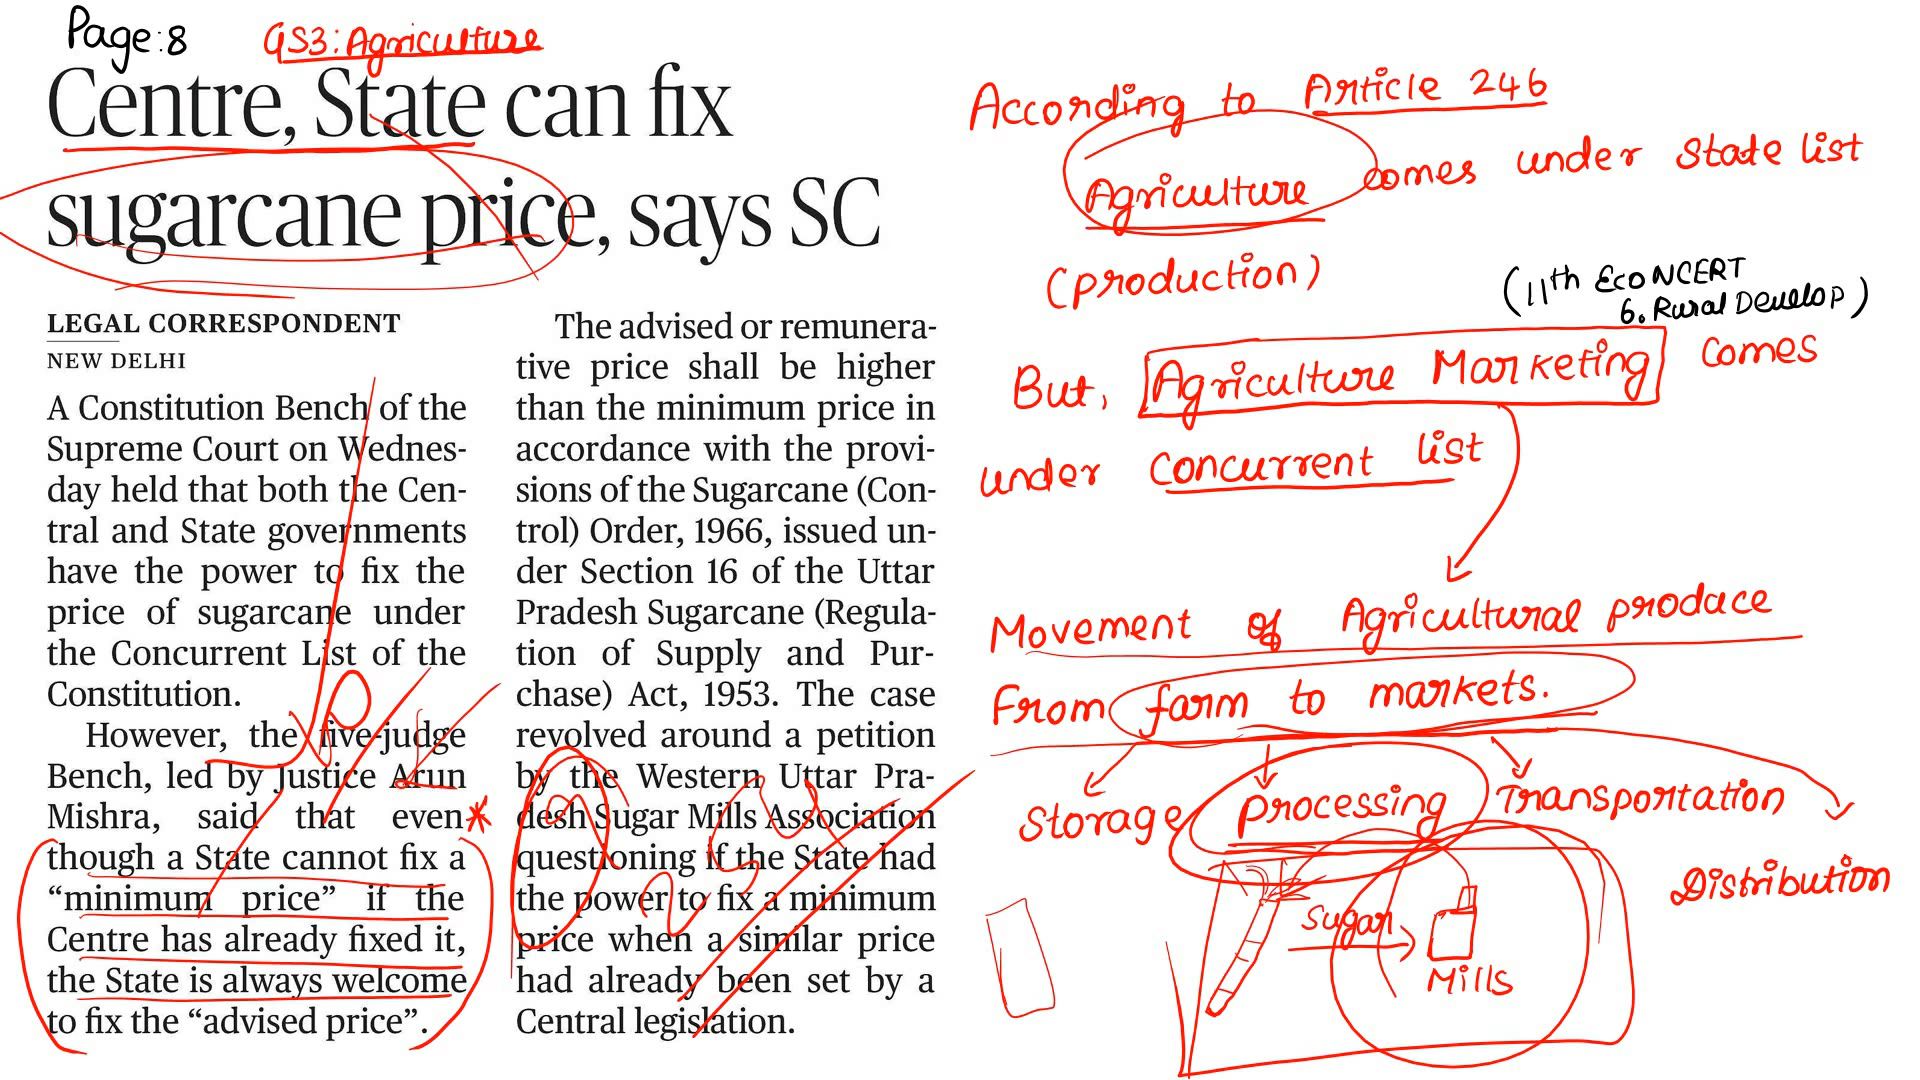 Page:8
GS3: Agriculture
Centre, State can fix
sugarcane price, says SC
LEGAL CORRESPONDENT
NEW DELHI
A Constitution Bench of the
Supreme Court on Wednes-
day held that both the Cen-
tral and State governments
have the power to fix the
price of sugarcane under
the Concurrent List of the
Constitution.
However, the five-judge
Bench, led by Justice Arun
Mishra, said that even
though a State cannot fix a
“minimum price” if the
Centre has already fixed it,
the State is always welcome
to fix the “advised price”.
The advised or remunera-
tive price shall be higher
than the minimum price in
accordance with the provi-
sions of the Sugarcane (Con-
trol) Order, 1966, issued un-
der Section 16 of the Uttar
Pradesh Sugarcane (Regula-
tion of Supply and Pur-
chase) Act, 1953. The case
revolved around a petition
by the Western Uttar Pra-
desh Sugar Mills Association
questioning if the State had
the power to fix a minimum
price when a similar price
had already been set by a
Central legislation.
According to Article 246
Agriculture comes under State list
(production)
(11th Eco NCERT
6. Rural Develop)
But, Agriculture Marketing comes
under concurrent list
Movement of Agricultural produce
From farm to markets.
Storage Processing Transportation
Distribution
Sugar
Mills